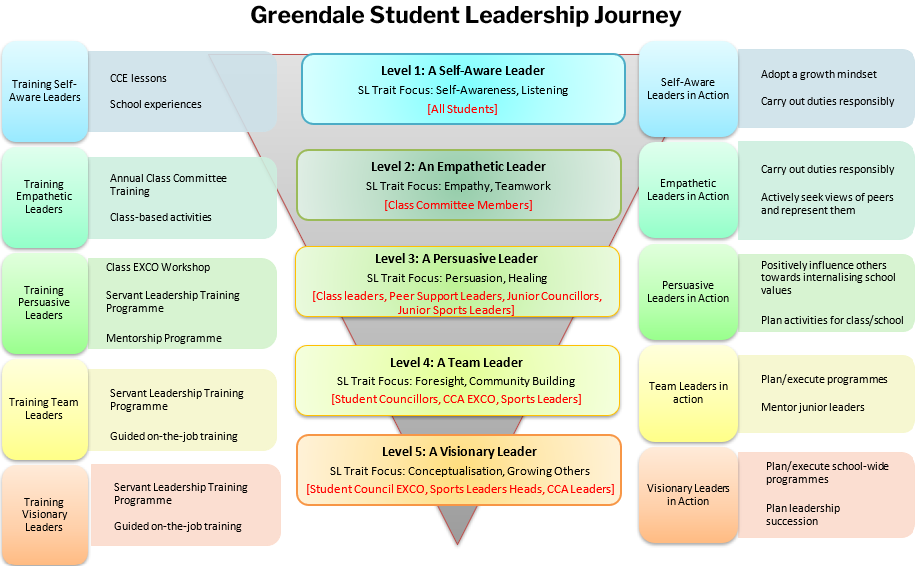 Greendale Student Leadership Journey
Training Self-
Aware Leaders
CCE lessons
School experiences
Level 1: A Self-Aware Leader
SL Trait Focus: Self-Awareness, Listening
[All Students]
Self-Aware
Leaders in Action
Adopt a growth mindset
Carry out duties responsibly
Training
Empathetic
Leaders
Annual Class Committee
Training
Class-based activities
Level 2: An Empathetic Leader
SL Trait Focus: Empathy, Teamwork
[Class Committee Members]
Empathetic
Leaders in Action
Carry out duties responsibly
Actively seek views of peers
and represent them
Training
Persuasive
Leaders
Class EXCO Workshop
Servant Leadership Training
Programme
Mentorship Programme
Level 3: A Persuasive Leader
SL Trait Focus: Persuasion, Healing
[Class leaders, Peer Support Leaders, Junior Councillors,
Junior Sports Leaders]
Persuasive
Leaders in Action
Positively influence others
towards internalising school
values
Plan activities for class/school
Training Team
Leaders
Servant Leadership Training
Programme
Guided on-the-job training
Level 4: A Team Leader
SL Trait Focus: Foresight, Community Building
[Student Councillors, CCA EXCO, Sports Leaders]
Team Leaders in
action
Plan/execute programmes
Mentor junior leaders
Training
Visionary
Leaders
Servant Leadership Training
Programme
Guided on-the-job training
Level 5: A Visionary Leader
SL Trait Focus: Conceptualisation, Growing Others
[Student Council EXCO, Sports Leaders Heads, CCA Leaders]
Visionary Leaders
in Action
Plan/execute school-wide
programmes
Plan leadership
succession